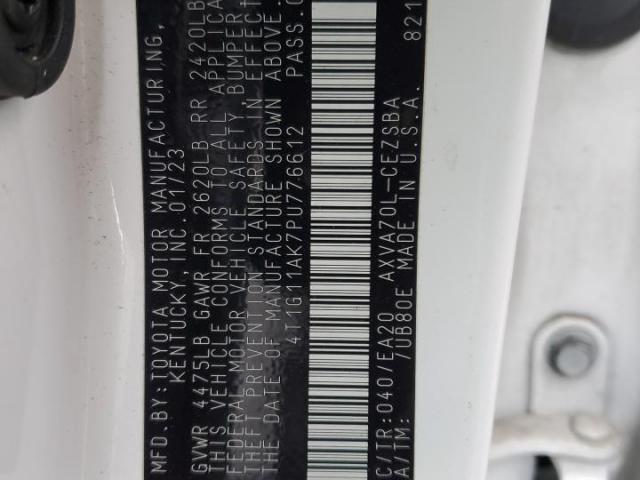 MFD. BY: TOYOTA MOTOR MANUFACTURING,
KENTUCKY, INC. 01/23
GVWR 4475LB GAWR FR 2620LB RR 2420LB
THIS VEHICLE CONFORMS TO ALL
FEDERAL MOTOR VEHICLE SAFETY, BUMPER,
THEFT PREVENTION STANDARDS IN EFFECT
THE DATE OF MANUFACTURE SHOWN ABOVE.
4T1G11AK7PU776612 PASS.
C/TR: 040/EA20 AXVA70L-CEZSBA
A/TM: /UB80E MADE IN U.S.A. 821